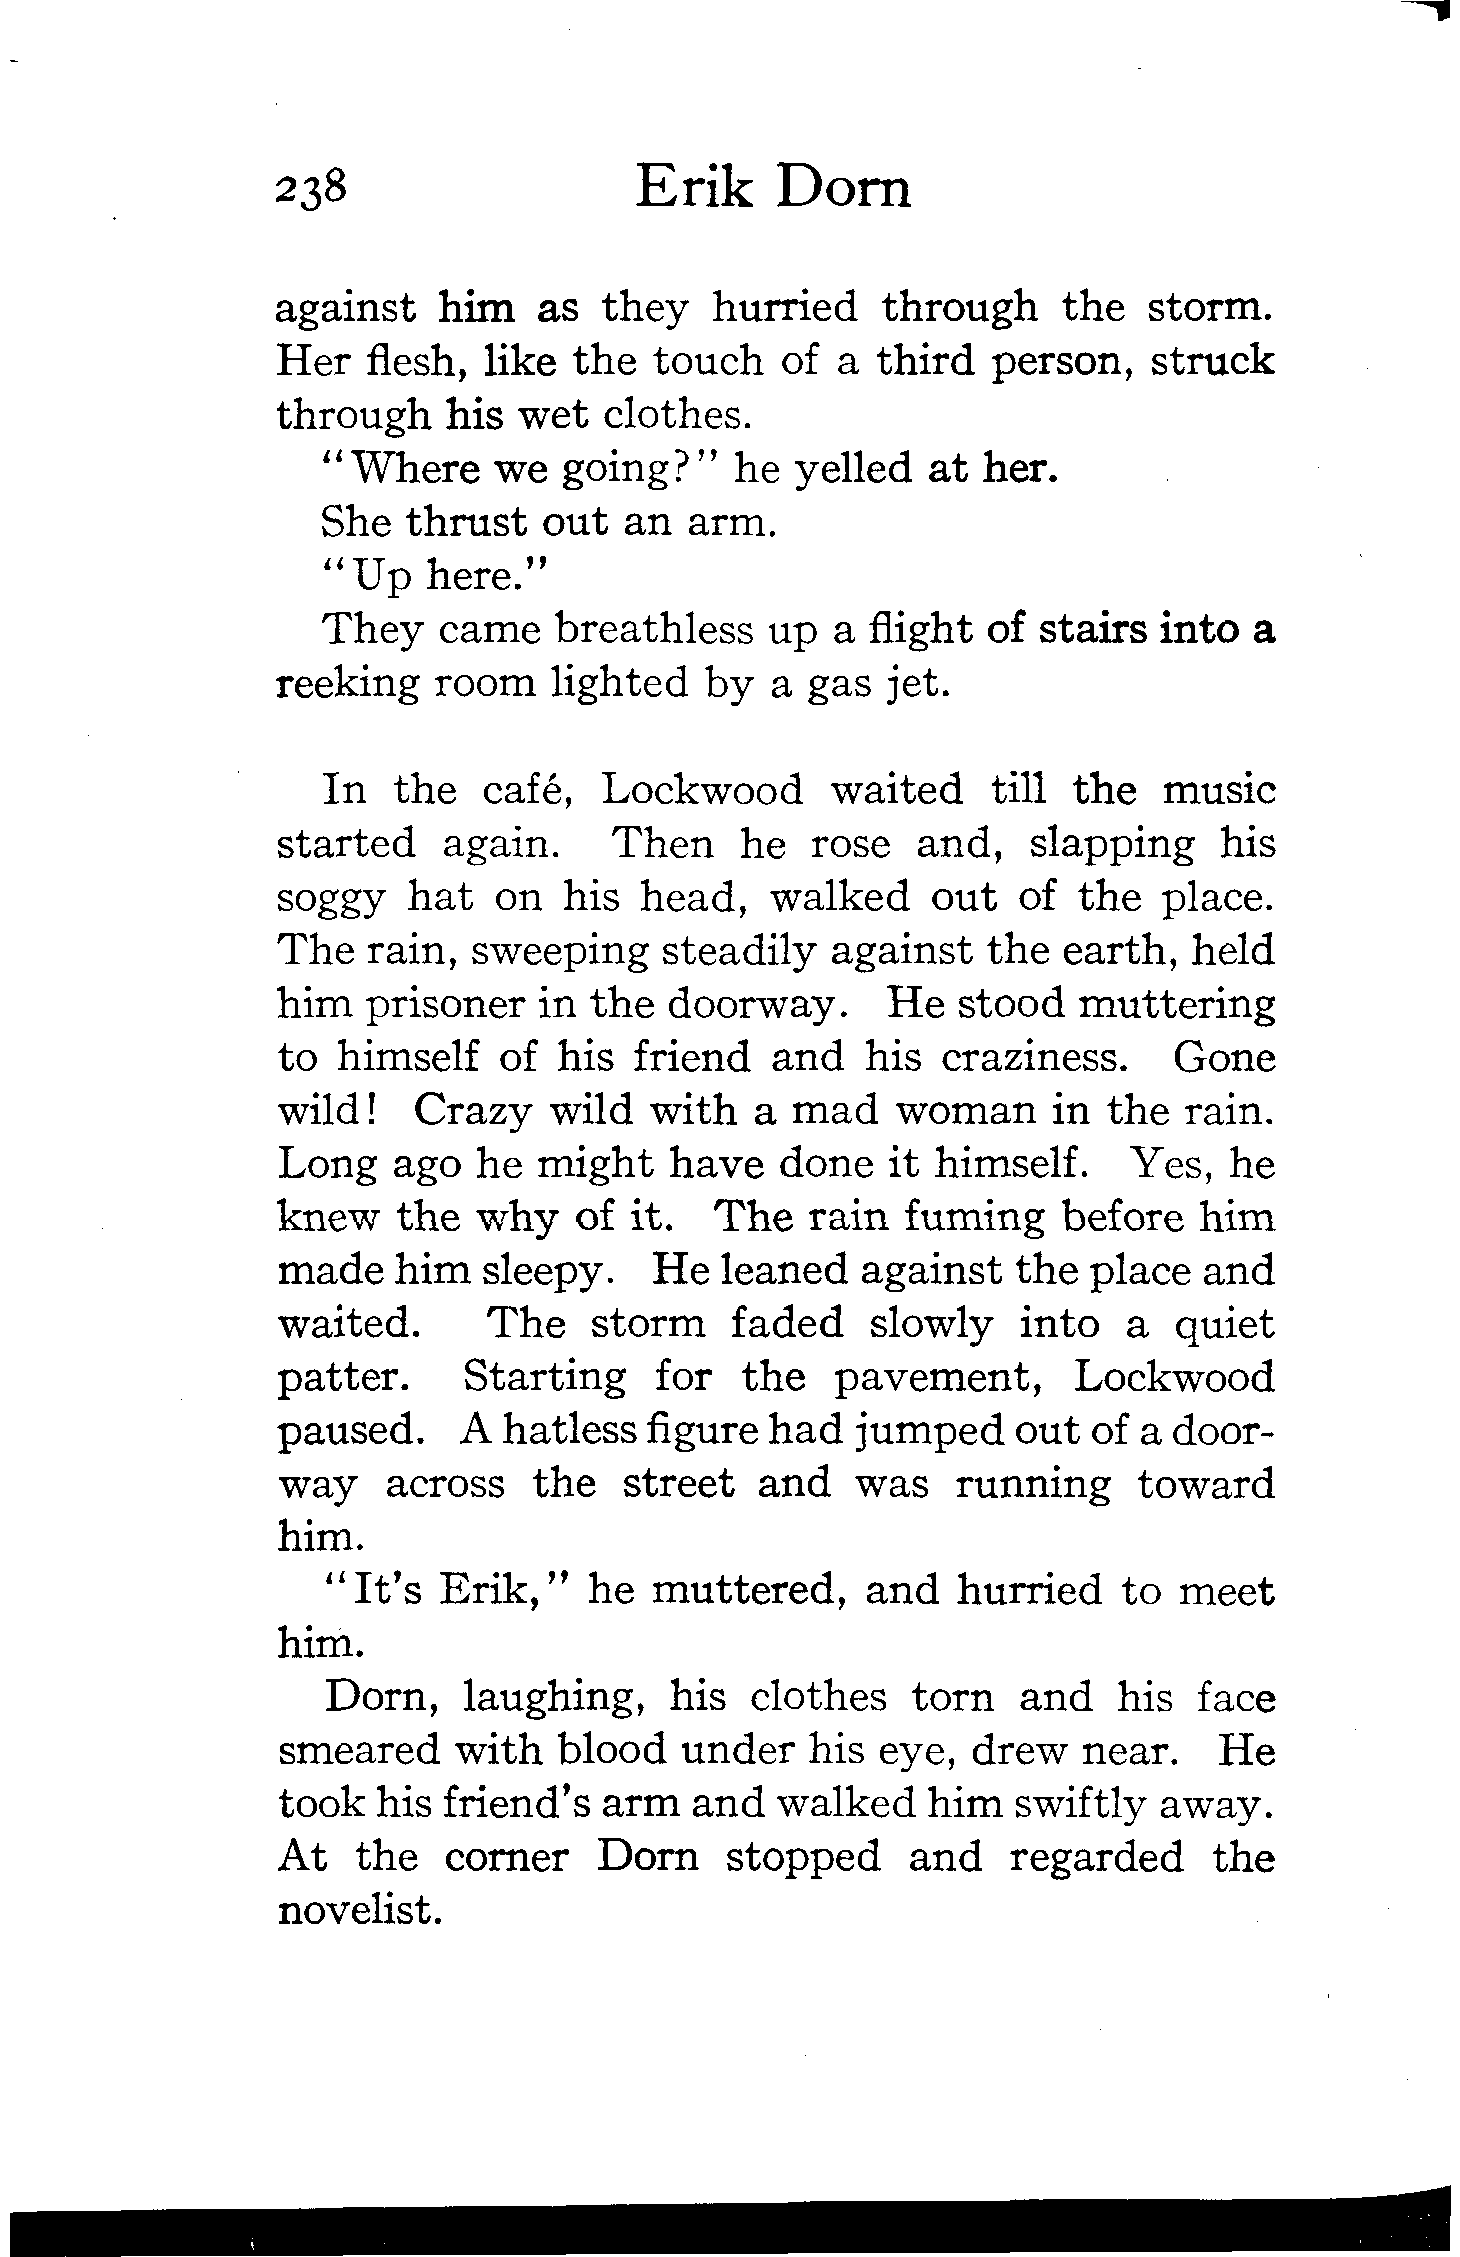 238 Erik Dorn
against him as they hurried through the storm.
Her flesh, like the touch of a third person, struck
through his wet clothes.
"Where we going?" he yelled at her.
She thrust out an arm.
"Up here."
They came breathless up a flight of stairs into a
reeking room lighted by a gas jet.

In the café, Lockwood waited till the music
started again. Then he rose and, slapping his
soggy hat on his head, walked out of the place.
The rain, sweeping steadily against the earth, held
him prisoner in the doorway. He stood muttering
to himself of his friend and his craziness. Gone
wild! Crazy wild with a mad woman in the rain.
Long ago he might have done it himself. Yes, he
knew the why of it. The rain fuming before him
made him sleepy. He leaned against the place and
waited. The storm faded slowly into a quiet
patter. Starting for the pavement, Lockwood
paused. A hatless figure had jumped out of a door-
way across the street and was running toward
him.
"It's Erik," he muttered, and hurried to meet
him.
Dorn, laughing, his clothes torn and his face
smeared with blood under his eye, drew near. He
took his friend's arm and walked him swiftly away.
At the corner Dorn stopped and regarded the
novelist.